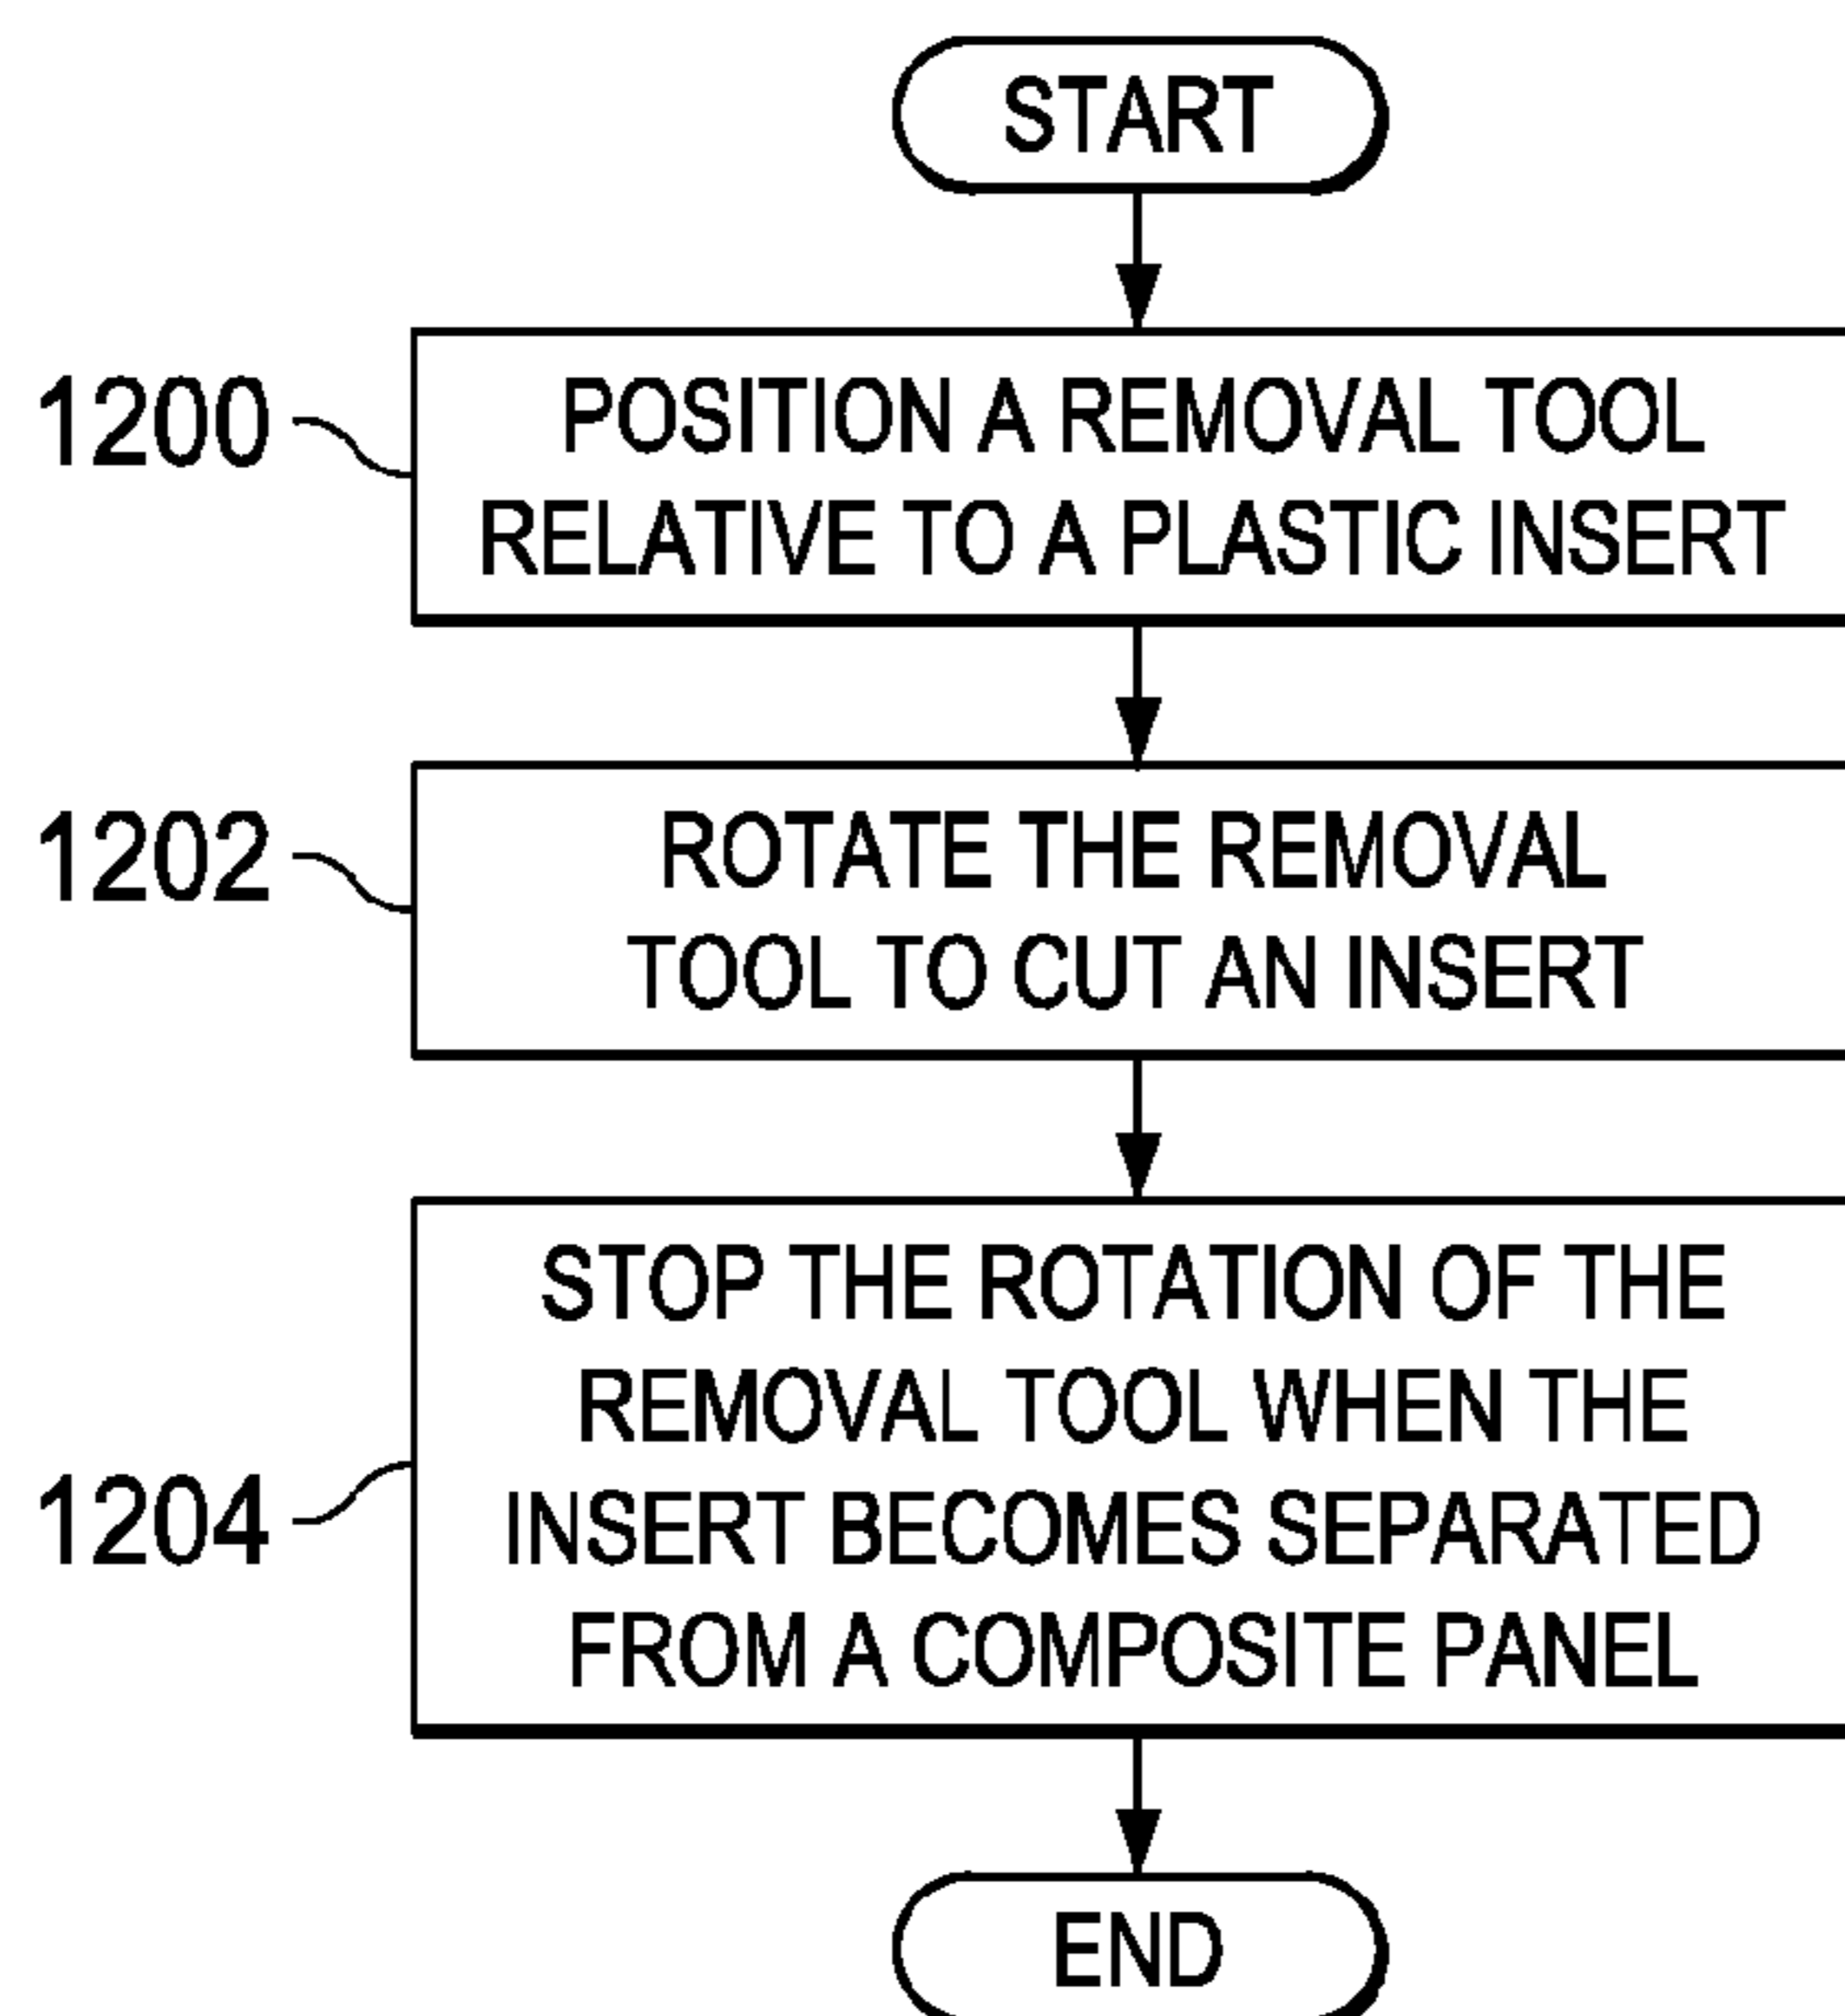 START
1200
POSITION A REMOVAL TOOL
RELATIVE TO A PLASTIC INSERT
1202
ROTATE THE REMOVAL
TOOL TO CUT AN INSERT
1204
STOP THE ROTATION OF THE
REMOVAL TOOL WHEN THE
INSERT BECOMES SEPARATED
FROM A COMPOSITE PANEL
END